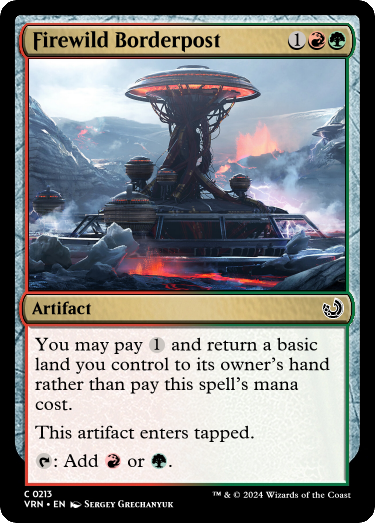 Firewild Borderpost 1
Artifact
You may pay 1 and return a basic
land you control to its owner's hand
rather than pay this spell's mana
cost.
This artifact enters tapped.
: Add or .
C 0213
VRN • EN SERGEY GRECHANYUK
™ & © 2024 Wizards of the Coast